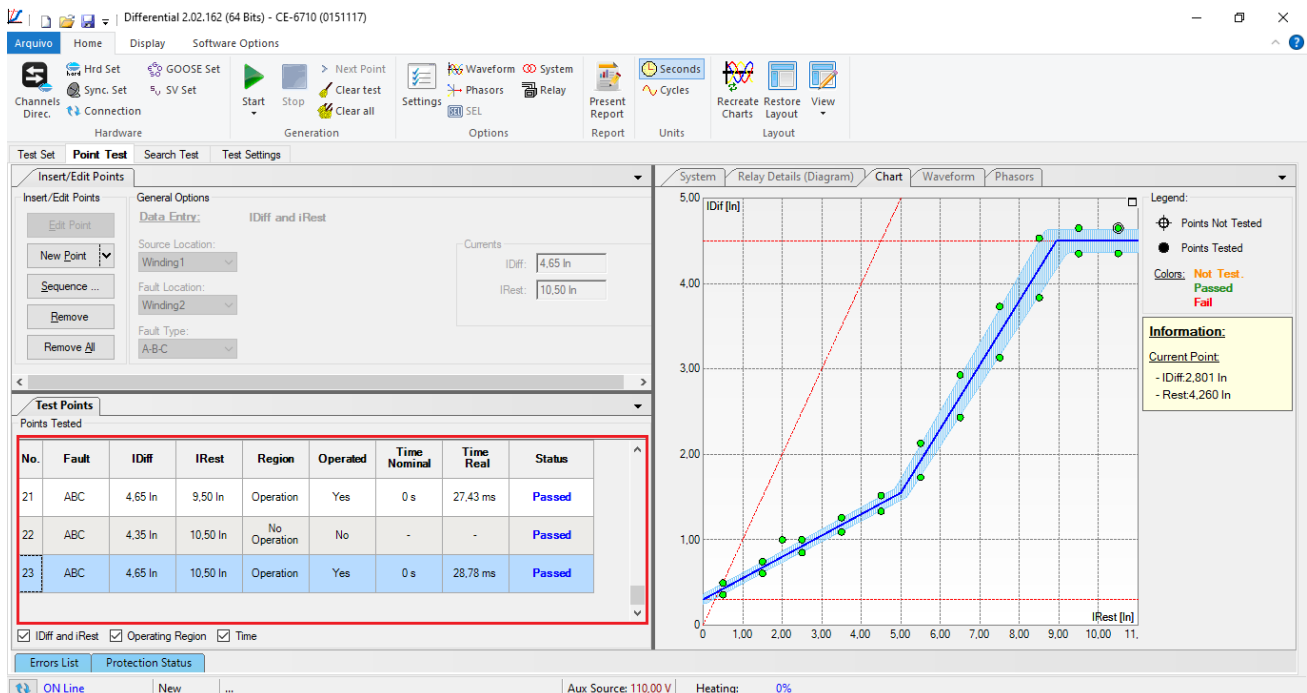 Differential 2.02.162 (64 Bits) - CE-6710 (0151117)
Arquivo Home Display Software Options
Channels Direc.
Hrd Set
Sync. Set
Connection
GOOSE Set
SV Set
Hardware
Start
Stop
Next Point
Clear test
Clear all
Generation
Settings
Waveform
Phasors
SEL
System
Relay
Options
Present Report
Report
Seconds
Cycles
Units
Recreate Charts
Restore Layout
View
Layout
Test Set Point Test Search Test Test Settings
Insert/Edit Points
Insert/Edit Points
Edit Point
New Point
Sequence ...
Remove
Remove All
General Options
Data Entry: IDiff and iRest
Source Location:
Winding1
Fault Location:
Winding2
Fault Type:
A-B-C
Currents
IDiff: 4,65 In
IRest: 10,50 In
Test Points
Points Tested
No. Fault IDiff IRest Region Operated Time Nominal Time Real Status
21 ABC 4,65 In 9,50 In Operation Yes 0 s 27,43 ms Passed
22 ABC 4,35 In 10,50 In No Operation No - - Passed
23 ABC 4,65 In 10,50 In Operation Yes 0 s 28,78 ms Passed
IDiff and iRest Operating Region Time
Errors List Protection Status
System Relay Details (Diagram) Chart Waveform Phasors
IDif [In]
5,00
4,00
3,00
2,00
1,00
0
0 1,00 2,00 3,00 4,00 5,00 6,00 7,00 8,00 9,00 10,00 11,
IRest [In]
Legend:
Points Not Tested
Points Tested
Colors: Not Test.
Passed
Fail
Information:
Current Point:
- IDiff:2,801 In
- Rest:4,260 In
ON Line New ... Aux Source: 110,00 V Heating: 0%